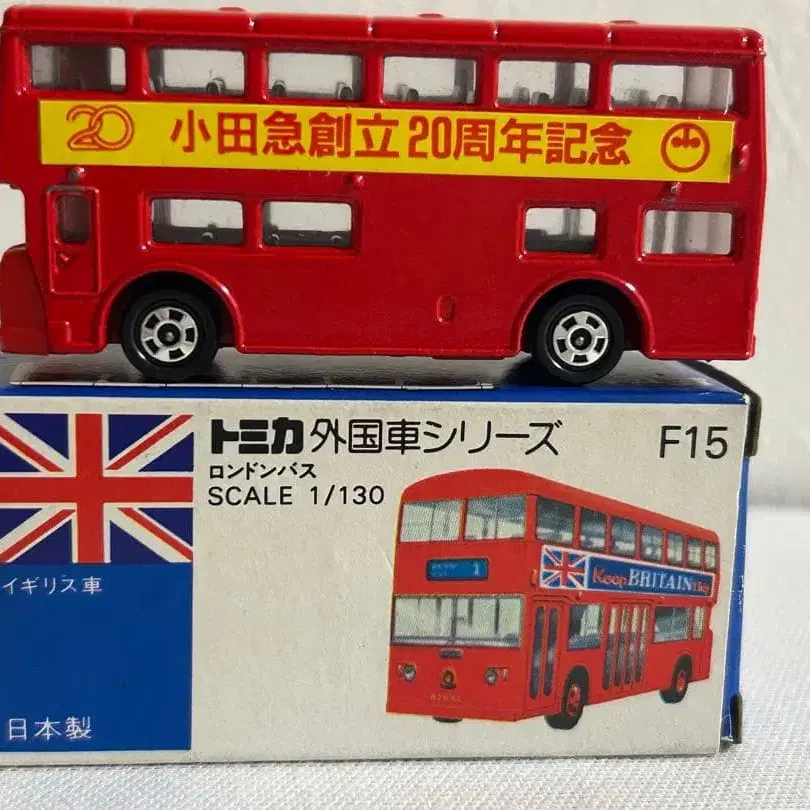 20 小田急創立20周年記念
トミカ外国車シリーズ F15
ロンドンバス
SCALE 1/130
1
Keep BRITAIN
イギリス車
日本製